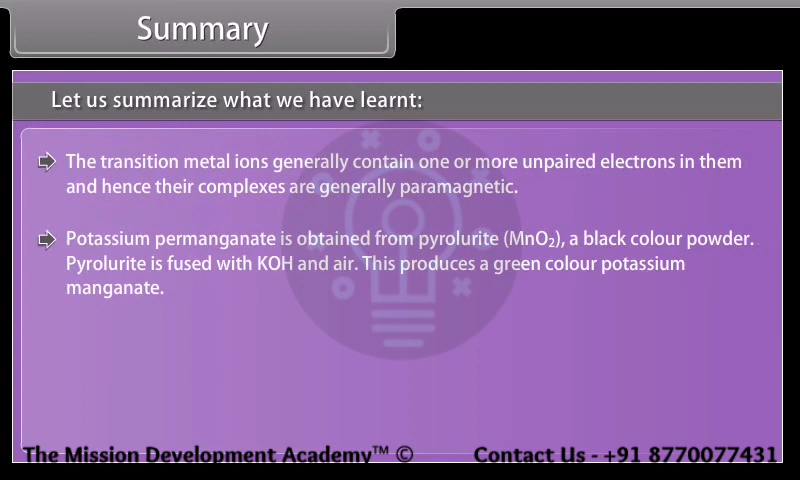 Summary
Let us summarize what we have learnt:
The transition metal ions generally contain one or more unpaired electrons in them
and hence their complexes are generally paramagnetic.
Potassium permanganate is obtained from pyrolurite (MnO₂), a black colour powder.
Pyrolurite is fused with KOH and air. This produces a green colour potassium
manganate.
The Mission Development Academy™ © Contact Us - +91 8770077431